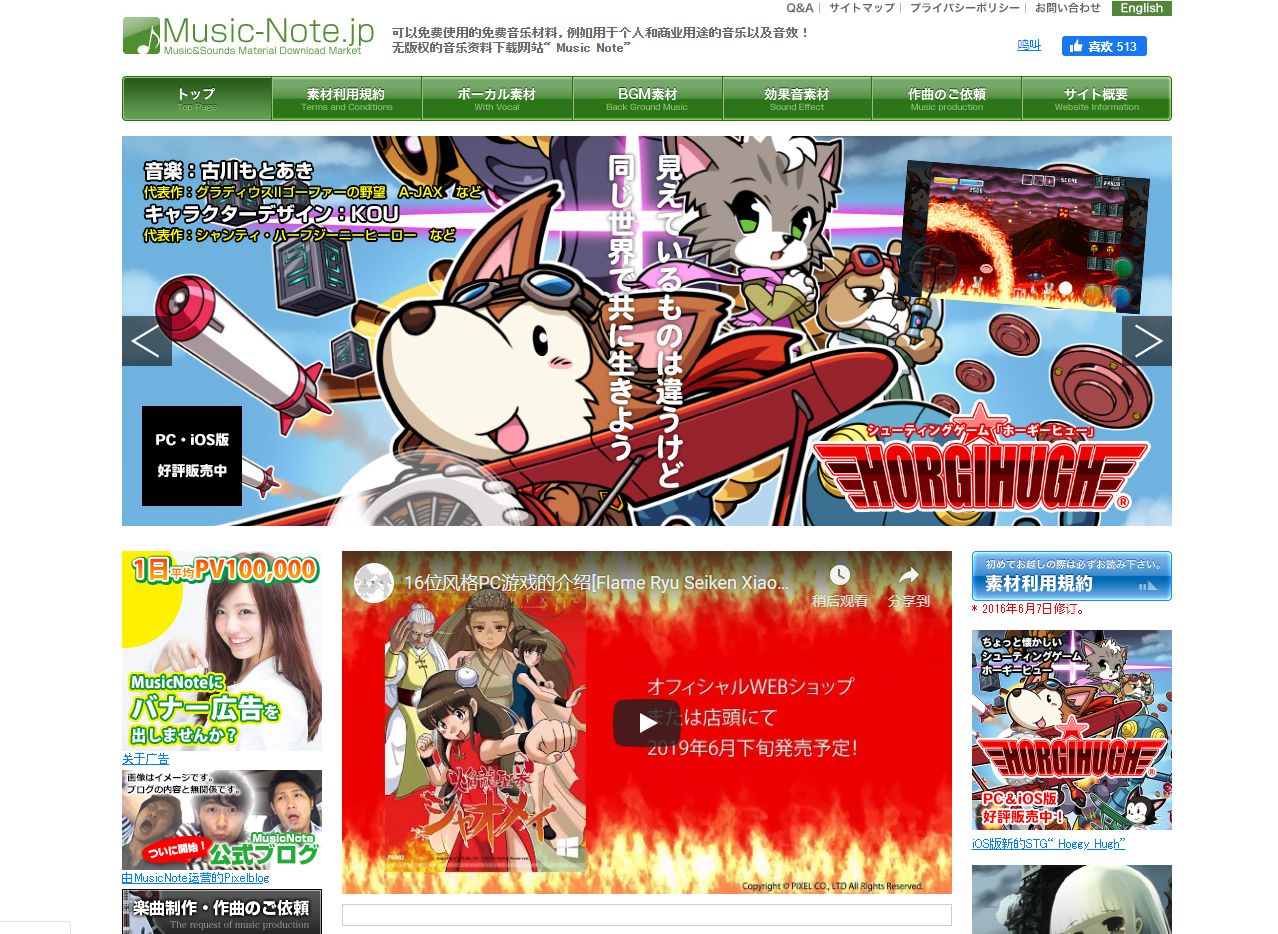 Q&A
サイトマップ
プライバシーポリシー
お問い合わせ
English
Music-Note.jp
Music&Sounds Material Download Market
可以免费使用的免费音乐材料，例如用于个人和商业用途的音乐以及音效！
无版权的音乐资料下载网站“ Music Note”
鸣叫
喜欢 513
トップ
Top Page
素材利用規約
Terms and Conditions
ボーカル素材
With Vocal
BGM素材
Back Ground Music
効果音素材
Sound Effect
作曲のご依頼
Music production
サイト概要
Website Information
音楽：古川もとあき
代表作：グラディウスIIゴーファーの野望　A-JAX　など
キャラクターデザイン：KOU
代表作：シャンティ・ハーフジーニーヒーロー　など
見えているものは違うけど
同じ世界で共に生きよう
SCORE
PC・iOS版
好評販売中
シューティングゲーム「ホーギーヒュー」
HORGIHUGH®
1日平均PV100,000
MusicNoteに
バナー広告を
出しませんか？
关于广告
画像はイメージです。
ブログの内容と無関係です。
ついに開始！
MusicNote
公式ブログ
由MusicNote运营的Pixelblog
楽曲制作・作曲のご依頼
The request of music production
16位风格PC游戏的介绍[Flame Ryu Seiken Xiao...
稍后观看
分享到
オフィシャルWEBショップ
または店頭にて
2019年6月下旬発売予定!
焔龍聖拳
シャオメイ
Copyright © PIXEL CO., LTD All Rights Reserved.
初めてお越しの際は必ずお読み下さい。
素材利用規約
* 2016年6月7日修订。
ちょっと懐かしい
シューティングゲーム
ホーギーヒュー
HORGIHUGH®
PC＆iOS版
好評販売中！
iOS版新的STG“ Hoggy Hugh”